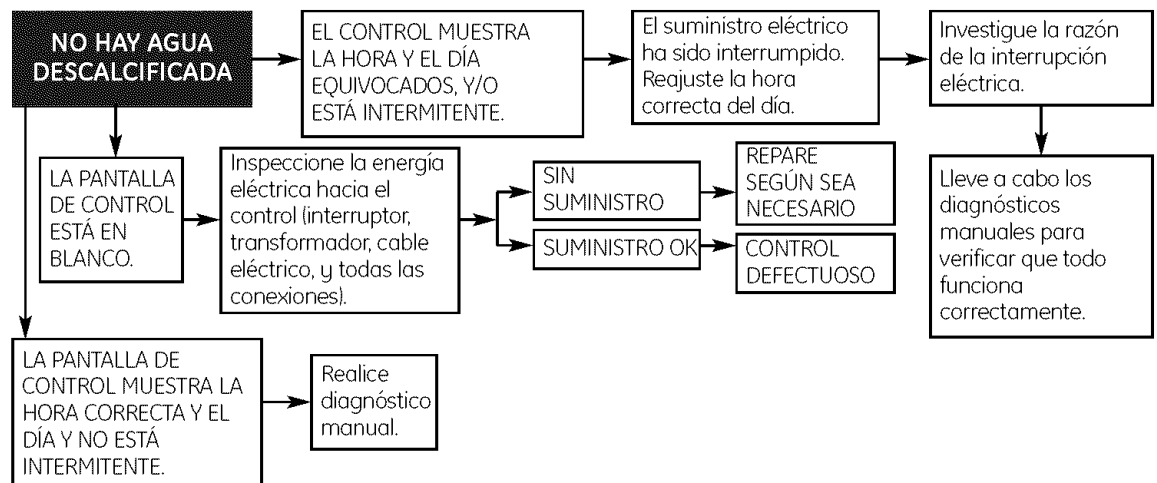 NO HAY AGUA
DESCALCIFICADA
EL CONTROL MUESTRA
LA HORA Y EL DÍA
EQUIVOCADOS, Y/O
ESTÁ INTERMITENTE.
El suministro eléctrico
ha sido interrumpido.
Reajuste la hora
correcta del día.
Investigue la razón
de la interrupción
eléctrica.
Lleve a cabo los
diagnósticos
manuales para
verificar que todo
funciona
correctamente.
LA PANTALLA
DE CONTROL
ESTÁ EN
BLANCO.
Inspeccione la energía
eléctrica hacia el
control (interruptor,
transformador, cable
eléctrico, y todas las
conexiones).
SIN
SUMINISTRO
REPARE
SEGÚN SEA
NECESARIO
SUMINISTRO OK
CONTROL
DEFECTUOSO
LA PANTALLA DE
CONTROL MUESTRA LA
HORA CORRECTA Y EL
DÍA Y NO ESTÁ
INTERMITENTE.
Realice
diagnóstico
manual.